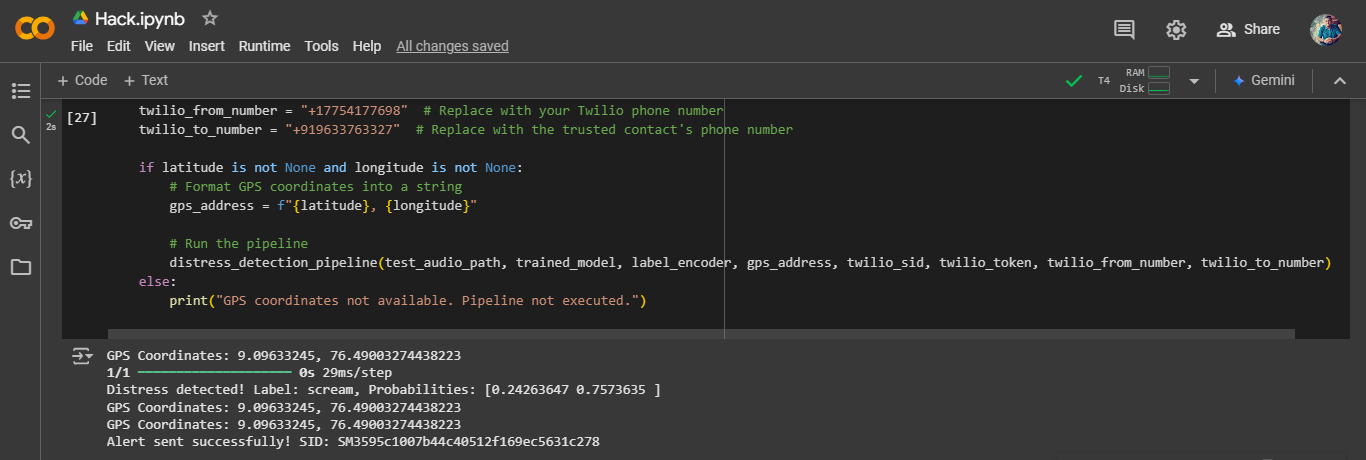 Hack.ipynb
File Edit View Insert Runtime Tools Help All changes saved
Share
+ Code + Text
T4 RAM Disk Gemini
[27]
2s
twilio_from_number = "+17754177698"  # Replace with your Twilio phone number
twilio_to_number = "+919633763327"  # Replace with the trusted contact's phone number
if latitude is not None and longitude is not None:
# Format GPS coordinates into a string
gps_address = f"{latitude}, {longitude}"
# Run the pipeline
distress_detection_pipeline(test_audio_path, trained_model, label_encoder, gps_address, twilio_sid, twilio_token, twilio_from_number, twilio_to_number)
else:
print("GPS coordinates not available. Pipeline not executed.")
GPS Coordinates: 9.09633245, 76.49003274438223
1/1 ━━━━━━━━━━━━━━━━━━━━ 0s 29ms/step
Distress detected! Label: scream, Probabilities: [0.24263647 0.7573635 ]
GPS Coordinates: 9.09633245, 76.49003274438223
GPS Coordinates: 9.09633245, 76.49003274438223
Alert sent successfully! SID: SM3595c1007b44c40512f169ec5631c278